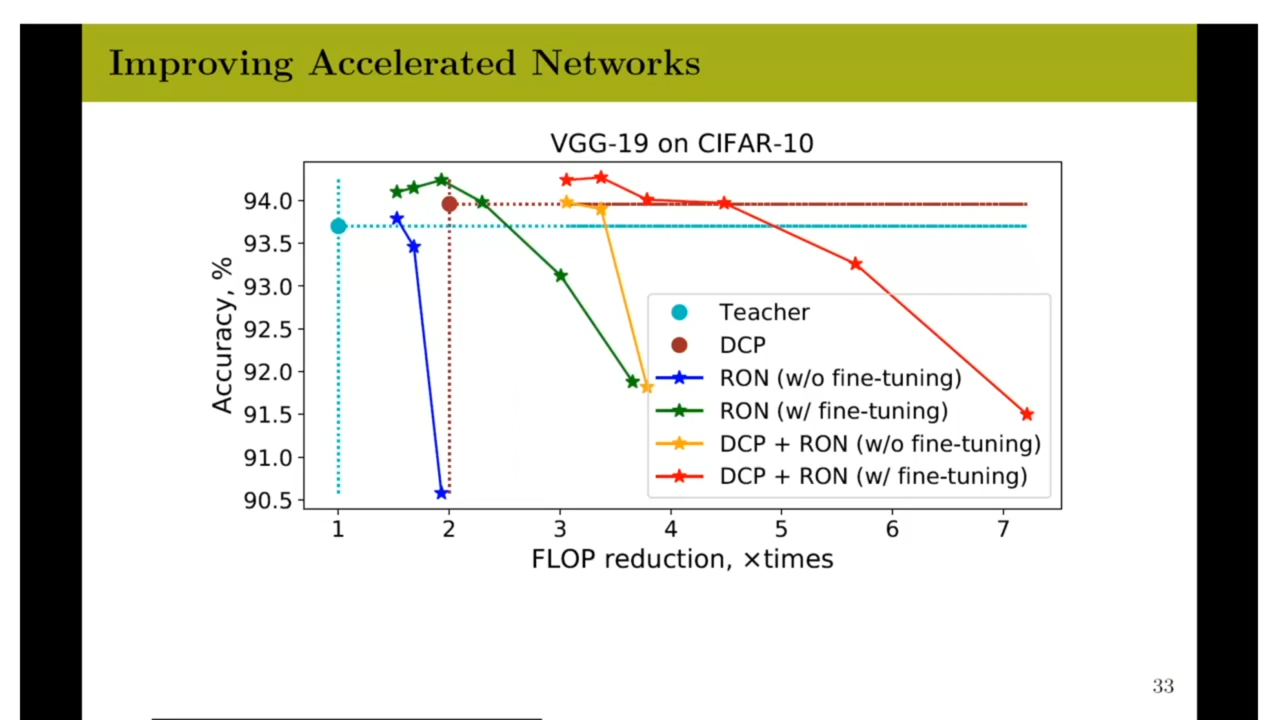 Improving Accelerated Networks
VGG-19 on CIFAR-10
Accuracy, %
94.0
93.5
93.0
92.5
92.0
91.5
91.0
90.5
Teacher
DCP
RON (w/o fine-tuning)
RON (w/ fine-tuning)
DCP + RON (w/o fine-tuning)
DCP + RON (w/ fine-tuning)
1 2 3 4 5 6 7
FLOP reduction, ×times
33